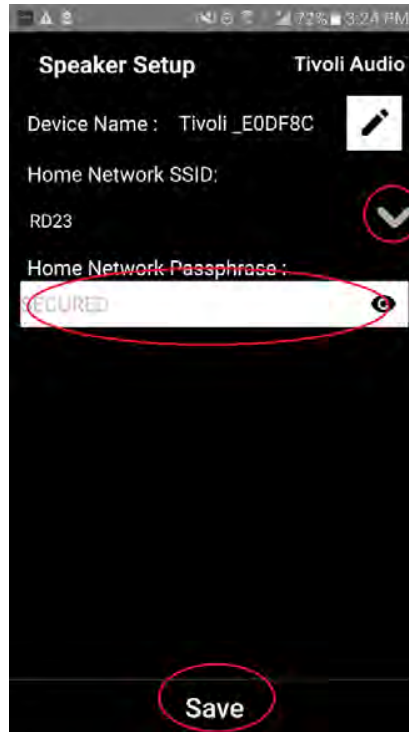 72% 3:24 PM
Speaker Setup Tivoli Audio
Device Name : Tivoli _E0DF8C
Home Network SSID:
RD23
Home Network Passphrase :
SECURED
Save